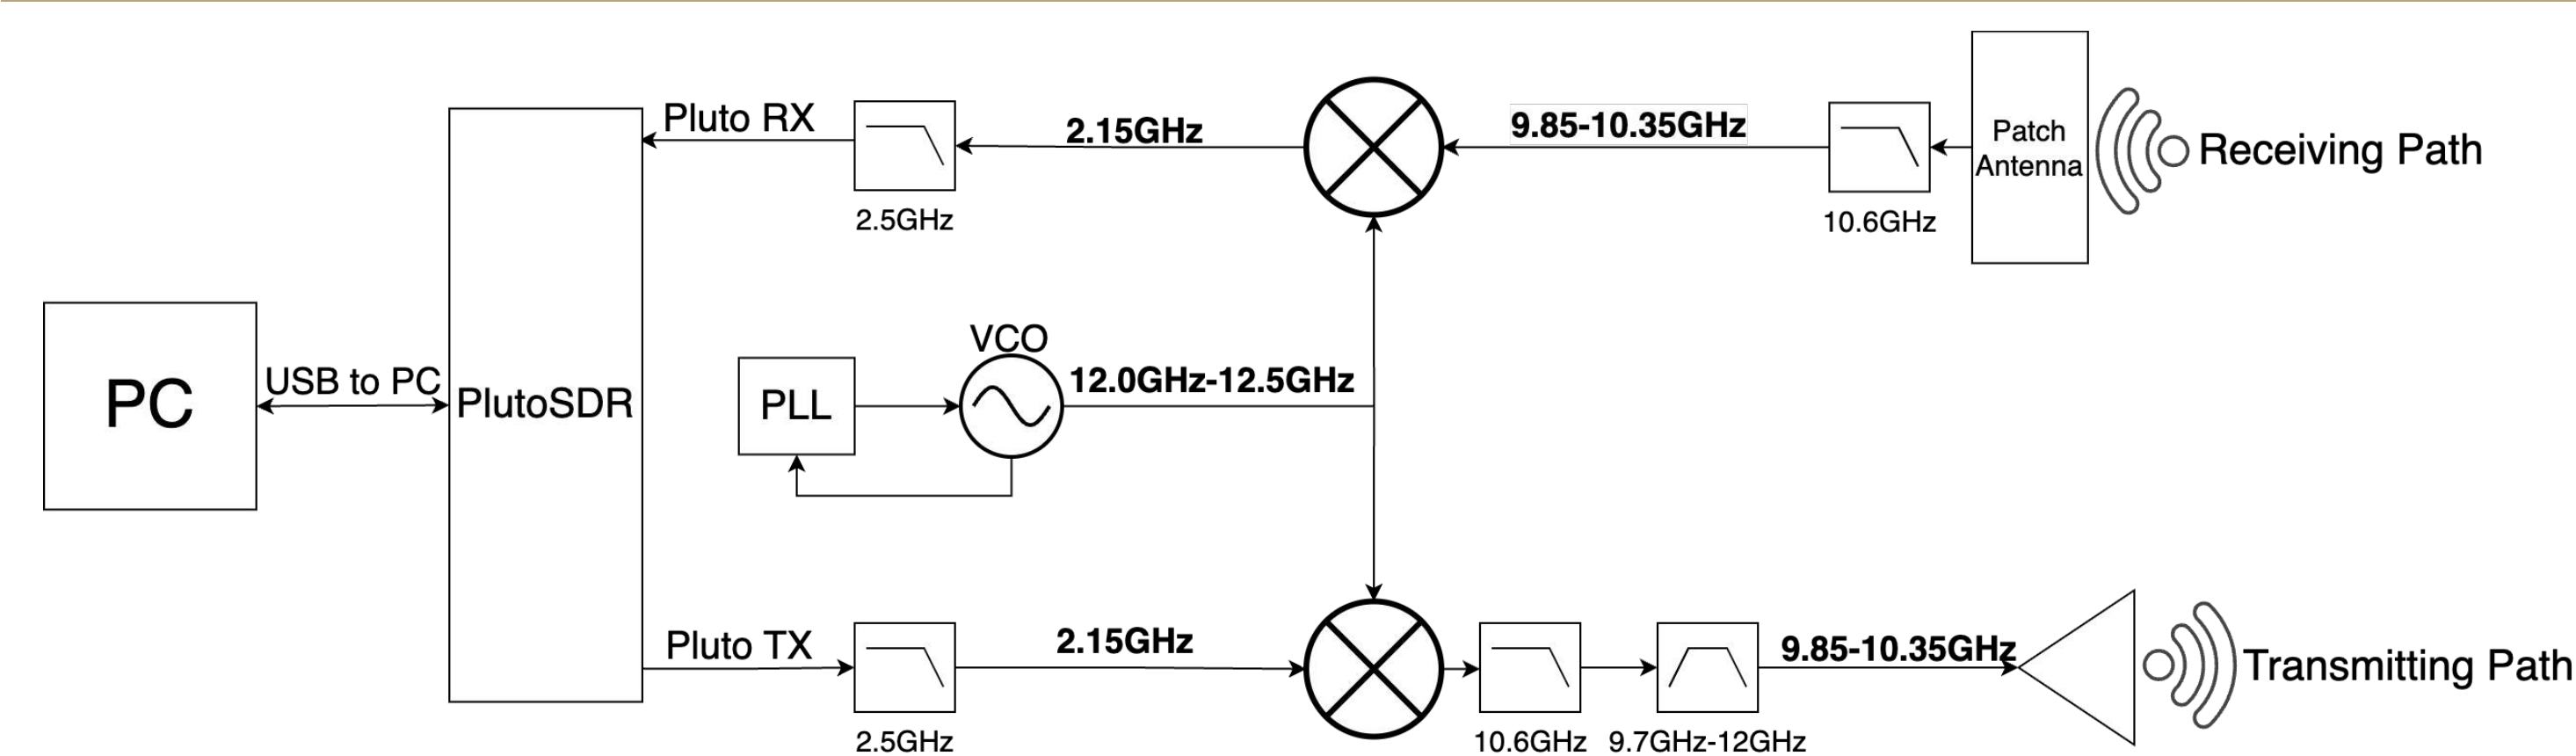 Pluto RX
2.5GHz
2.15GHz
9.85-10.35GHz
10.6GHz
Patch
Antenna
Receiving Path
PC
USB to PC
PlutoSDR
PLL
VCO
12.0GHz-12.5GHz
Pluto TX
2.5GHz
2.15GHz
10.6GHz
9.7GHz-12GHz
9.85-10.35GHz
Transmitting Path